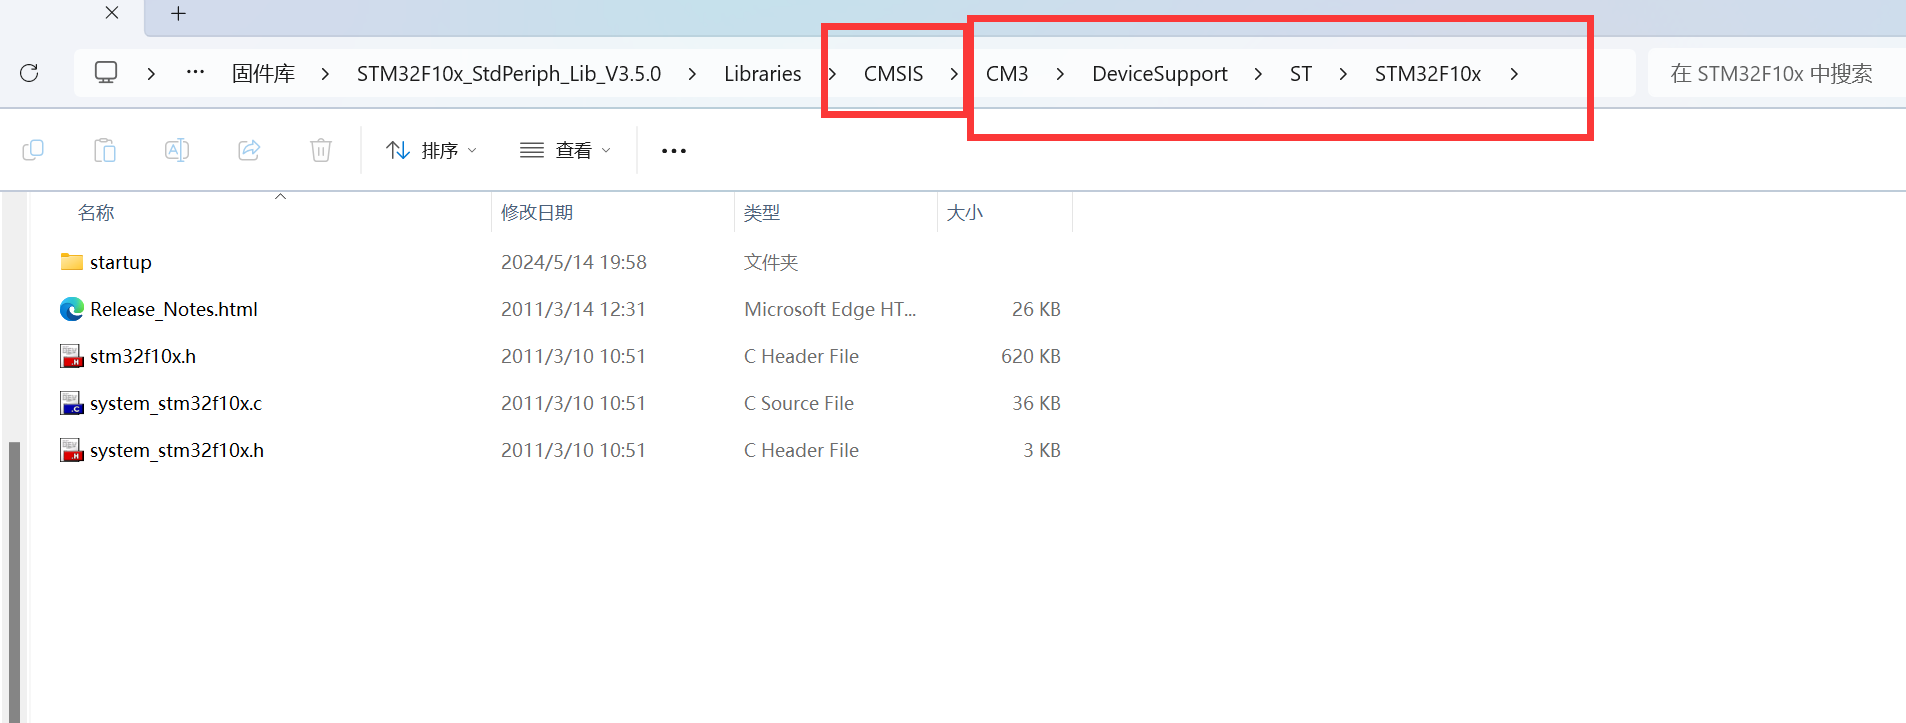 固件库 STM32F10x_StdPeriph_Lib_V3.5.0 Libraries CMSIS CM3 DeviceSupport ST STM32F10x 在 STM32F10x 中搜索
排序 查看
名称 修改日期 类型 大小
startup 2024/5/14 19:58 文件夹
Release_Notes.html 2011/3/14 12:31 Microsoft Edge HT... 26 KB
stm32f10x.h 2011/3/10 10:51 C Header File 620 KB
system_stm32f10x.c 2011/3/10 10:51 C Source File 36 KB
system_stm32f10x.h 2011/3/10 10:51 C Header File 3 KB